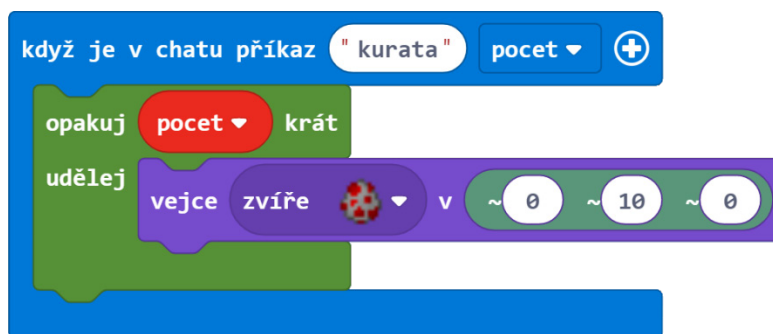 když je v chatu příkaz "kurata" pocet
opakuj pocet krát
udělej
vejce zvíře v ~0 ~10 ~0